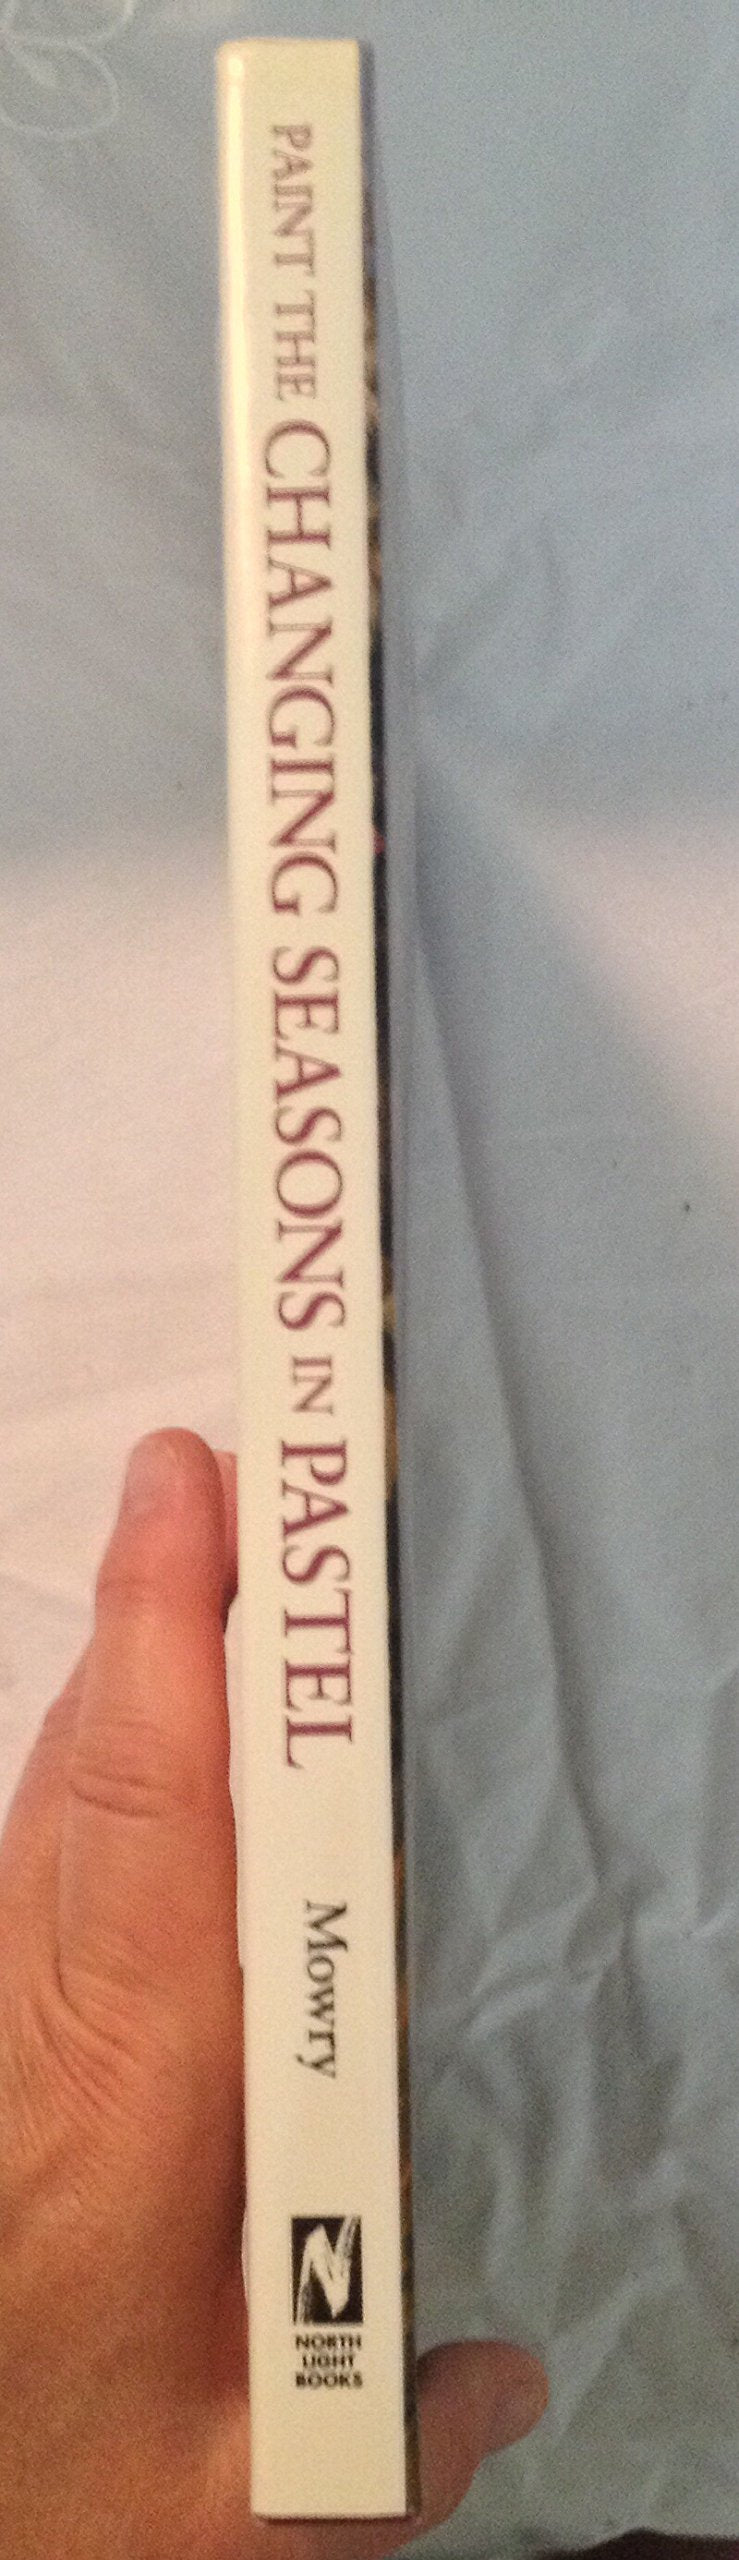 PAINT THE CHANGING SEASONS IN PASTEL Mowry
NORTH
LIGHT
BOOKS